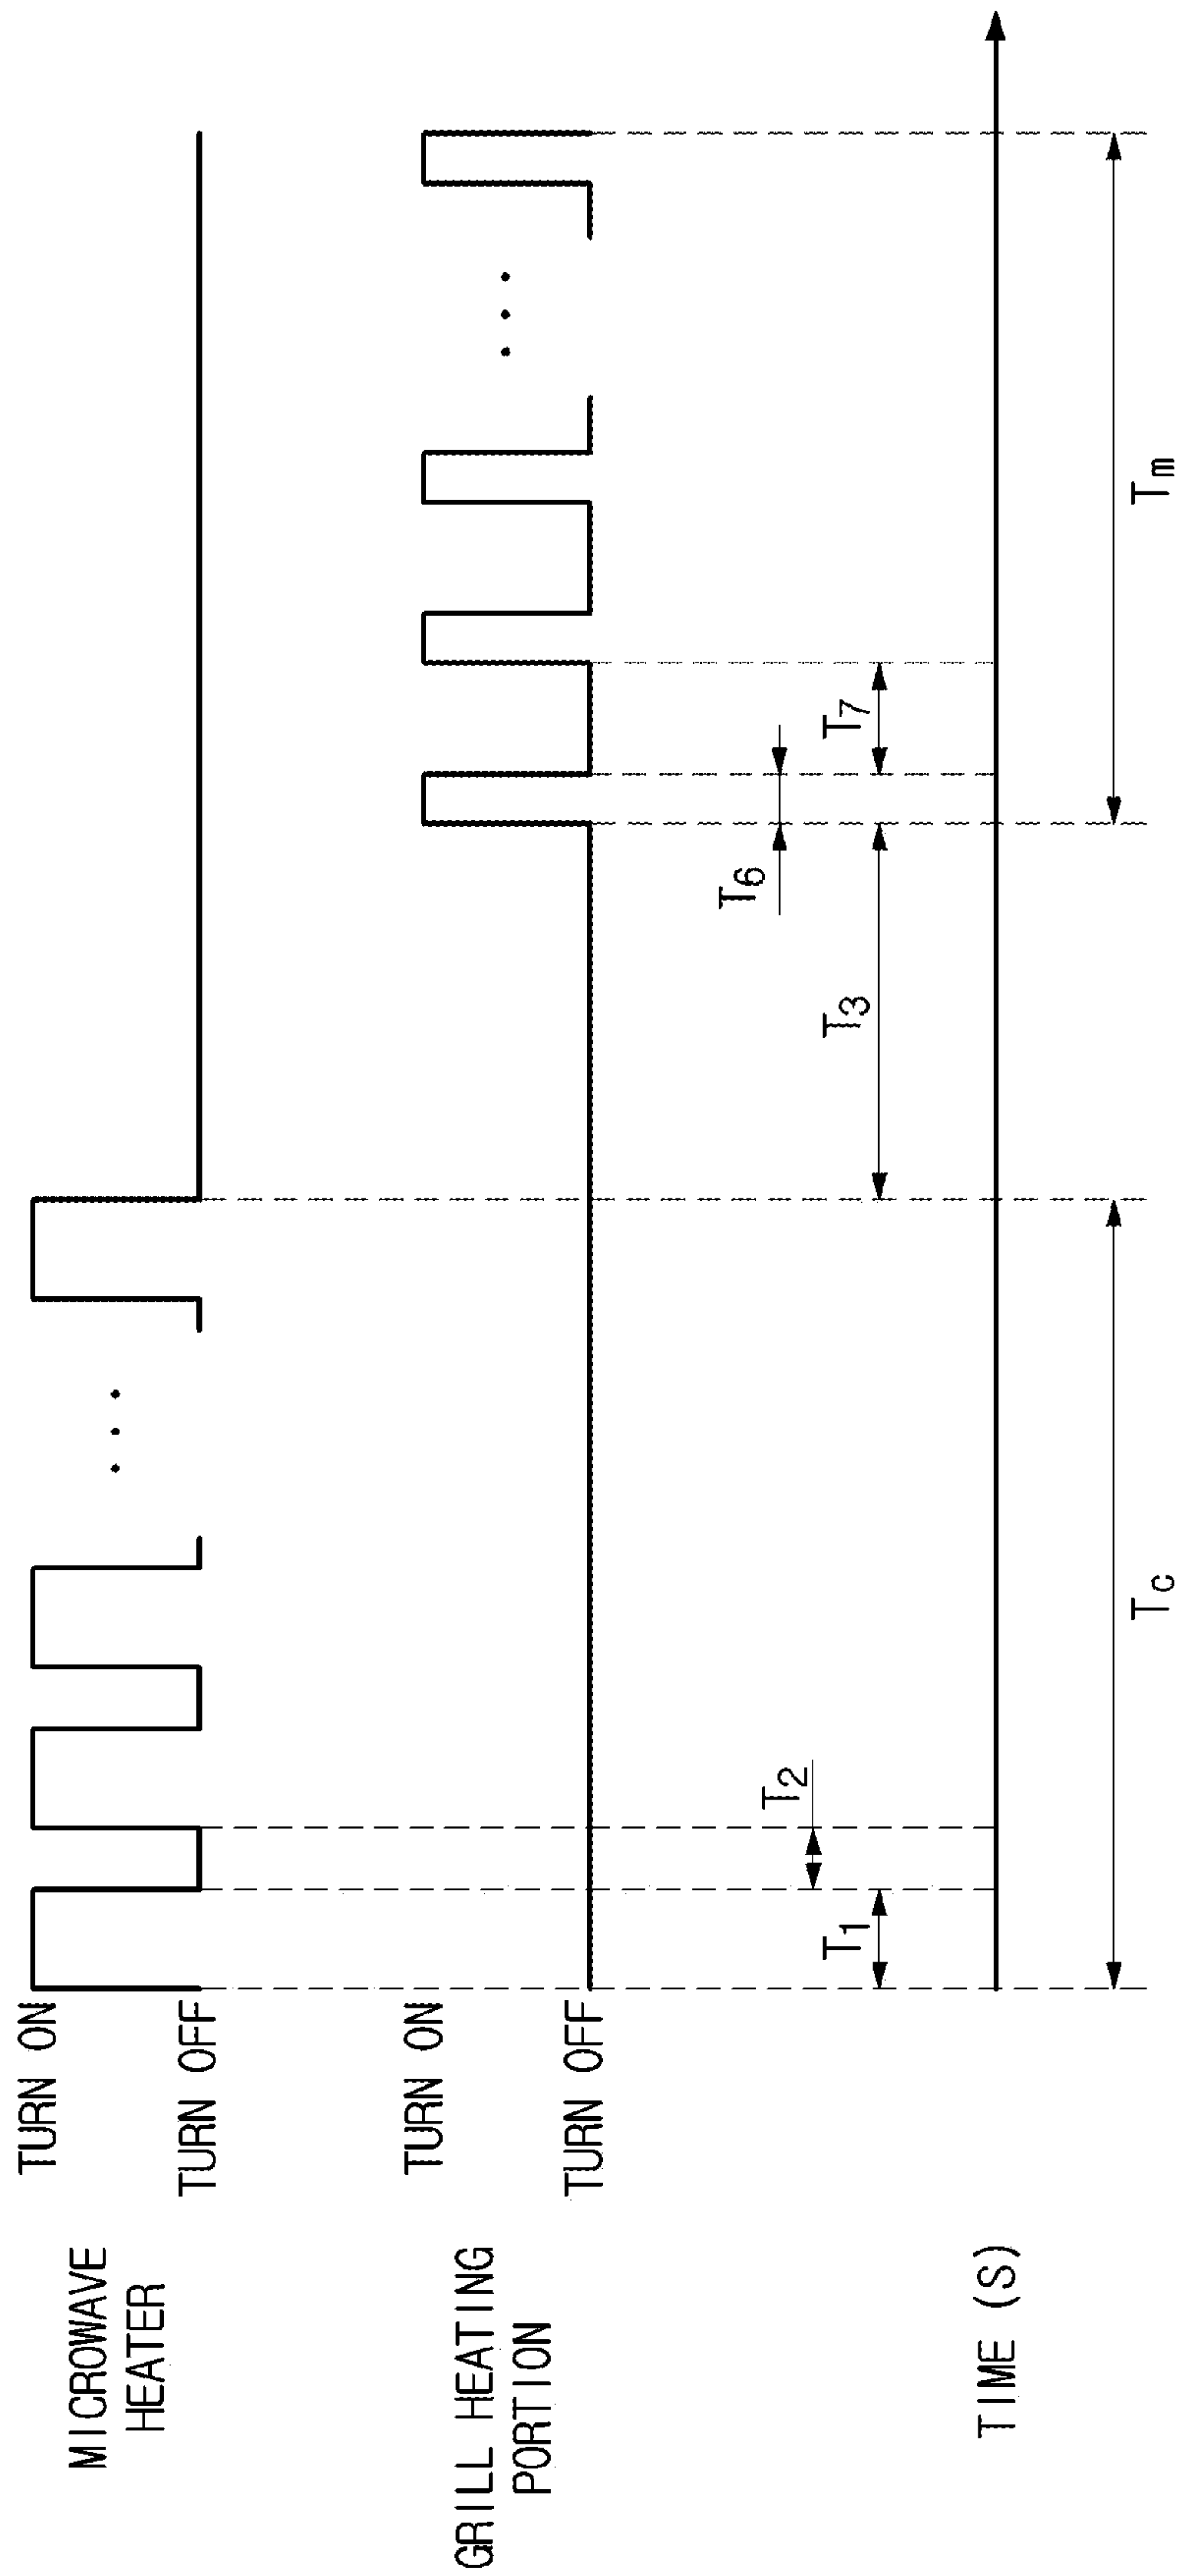 MICROWAVE
HEATER
TURN ON
TURN OFF
GRILL HEATING
PORTION
TURN ON
TURN OFF
T6
T2
T1
T3
T7
TIME (S)
Tc
Tm